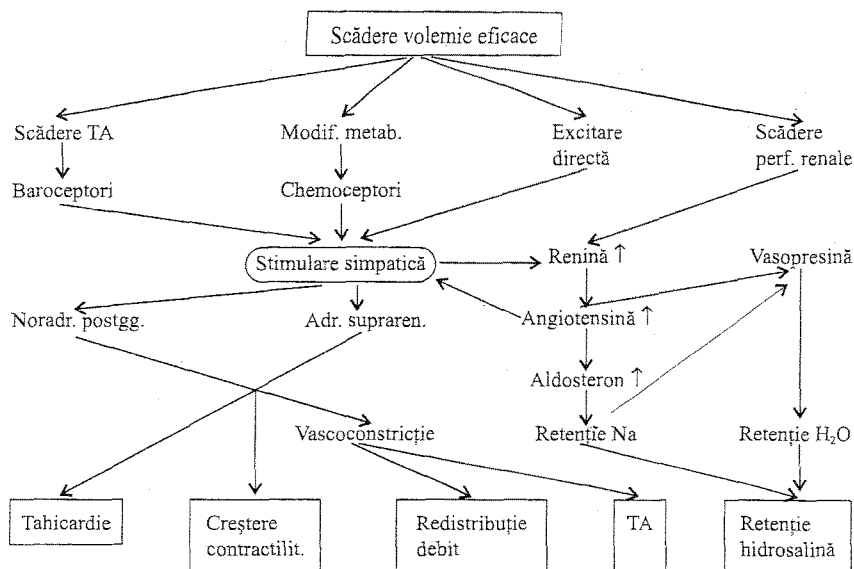 Scădere volemie eficace
Scădere TA
Modif. metab.
Excitare
directă
Scădere
perf. renale
Baroceptori
Chemoceptori
Stimulare simpatică
Renină ↑
Vasopresină
Noradr. postgg.
Adr. supraren.
Angiotensină ↑
Aldosteron ↑
Vascoconstricție
Retenție Na
Retenție H₂O
Tahicardie
Creştere
contractilit.
Redistribuție
debit
TA
Retenție
hidrosalină